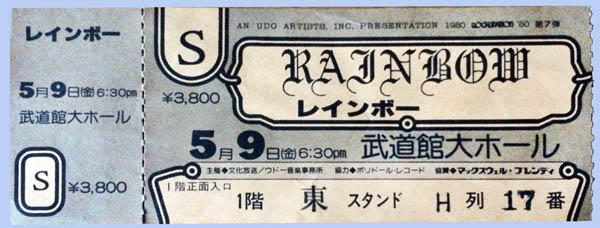 レインボー
5月9日(金)6:30pm
武道館大ホール
S ¥3,800
AN UDO ARTISTS, INC. PRESENTATION 1980 ROCKUPATION '80 第7弾
S
¥3,800
RAINBOW
レインボー
5月9日(金)6:30pm 武道館大ホール
主催◆文化放送/ウドー音楽事務所 協力◆ポリドール・レコード 協賛◆マックスウェル・プレンティ
1階正面入口
1階 東 スタンド H 列 17 番